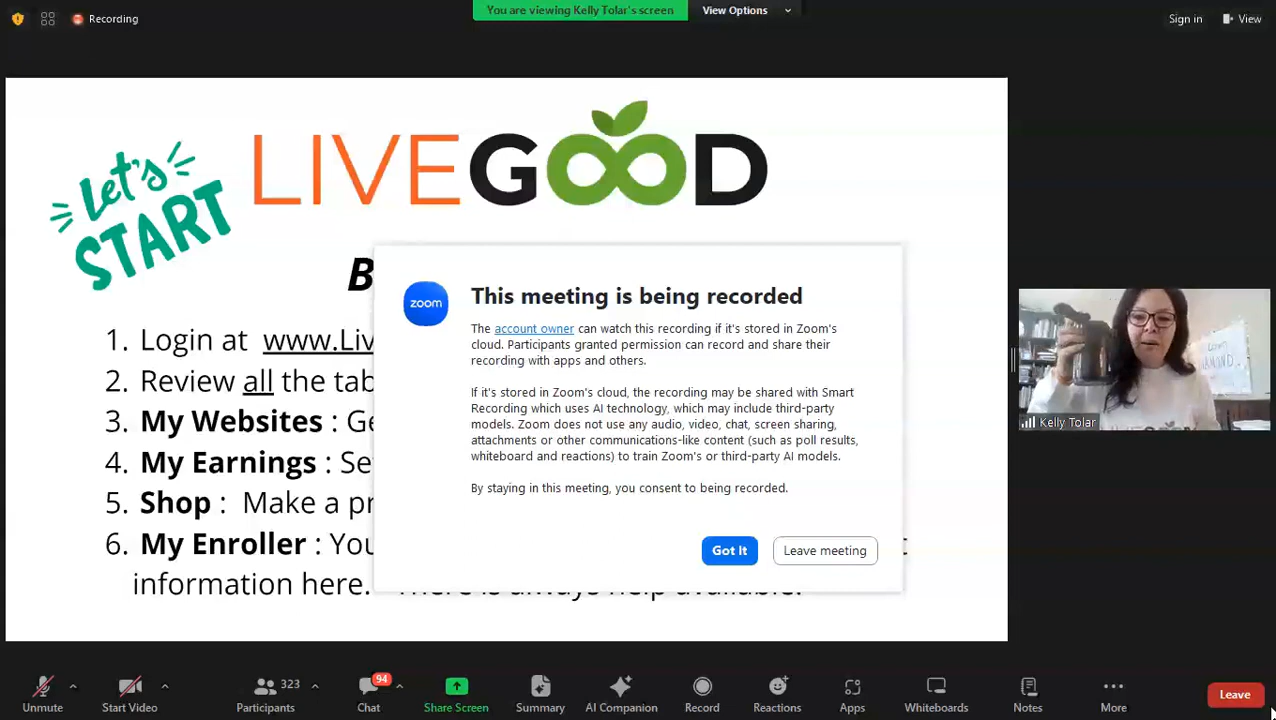 Recording
You are viewing Kelly Tolar's screen
View Options
Sign in
View
Let's
START
LIVEGOOD
B
1. Login at www.Liv
2. Review all the tab
3. My Websites : Ge
4. My Earnings : Se
5. Shop : Make a pr
6. My Enroller : You
information here. There is always help available.
zoom
This meeting is being recorded
The account owner can watch this recording if it's stored in Zoom's
cloud. Participants granted permission can record and share their
recording with apps and others.
If it's stored in Zoom's cloud, the recording may be shared with Smart
Recording which uses AI technology, which may include third-party
models. Zoom does not use any audio, video, chat, screen sharing,
attachments or other communications-like content (such as poll results,
whiteboard and reactions) to train Zoom's or third-party AI models.
By staying in this meeting, you consent to being recorded.
Got it
Leave meeting
Kelly Tolar
Unmute
Start Video
323
Participants
94
Chat
Share Screen
Summary
AI Companion
Record
Reactions
Apps
Whiteboards
Notes
More
Leave